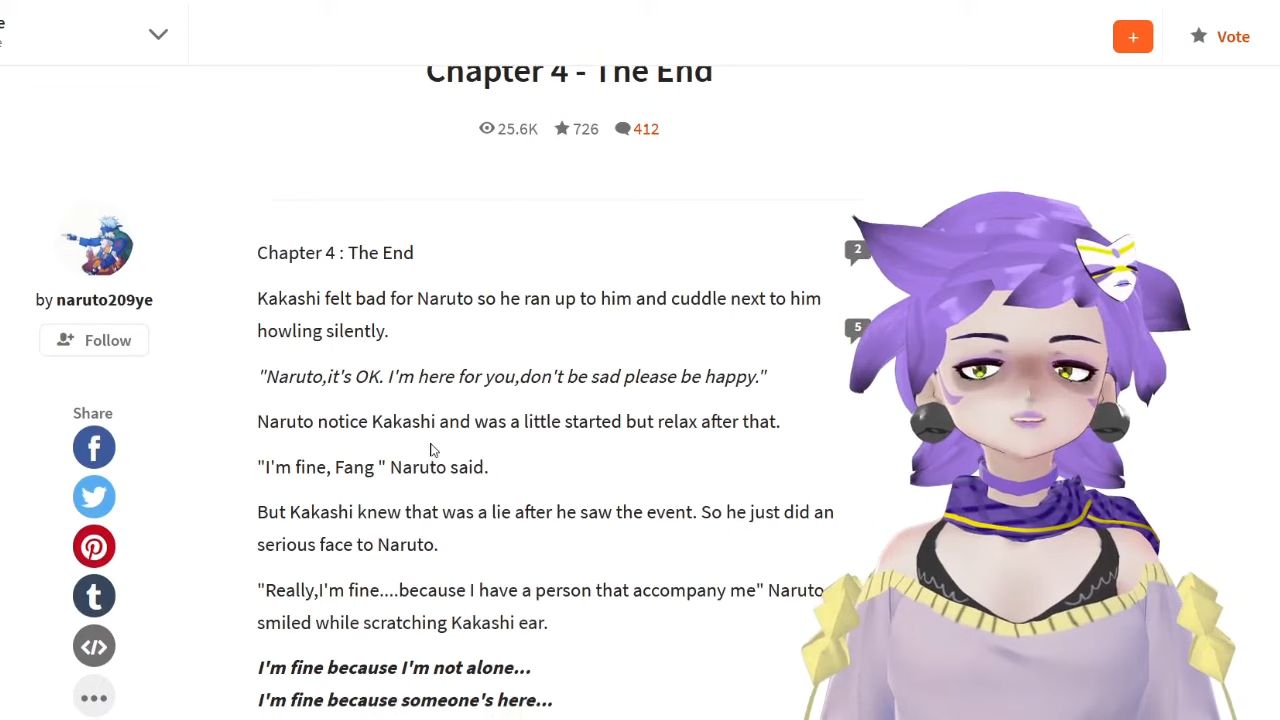 e
e
+
Vote
Chapter 4 - The End
25.6K 726 412
Chapter 4 : The End
2
Kakashi felt bad for Naruto so he ran up to him and cuddle next to him
howling silently.
5
by naruto209ye
Follow
"Naruto,it's OK. I'm here for you,don't be sad please be happy."
Naruto notice Kakashi and was a little started but relax after that.
Share
f
"I'm fine, Fang " Naruto said.
But Kakashi knew that was a lie after he saw the event. So he just did an
serious face to Naruto.
t
"Really,I'm fine....because I have a person that accompany me" Naruto
smiled while scratching Kakashi ear.
</>
I'm fine because I'm not alone...
I'm fine because someone's here...